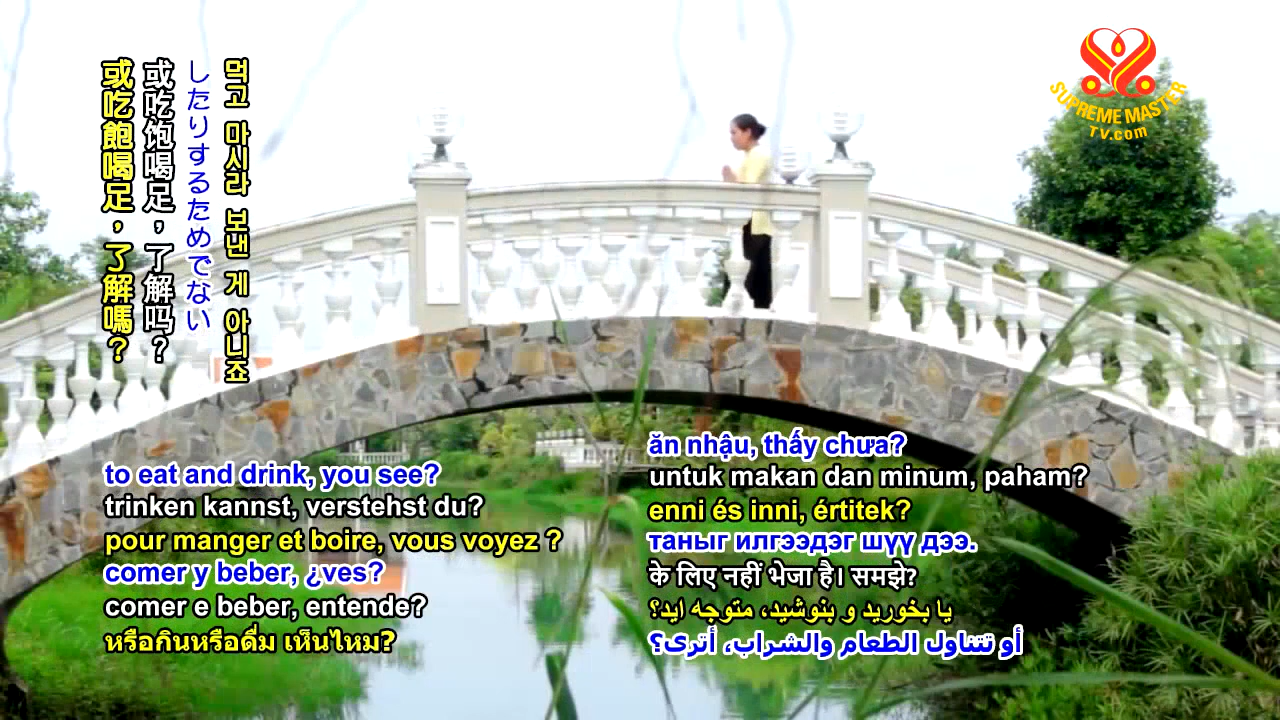 먹고 마시라 보낸 게 아니죠
したりするためでない
或吃饱喝足，了解吗？
或吃飽喝足，了解嗎？
SUPREME MASTER
TV.com
to eat and drink, you see?
trinken kannst, verstehst du?
pour manger et boire, vous voyez ?
comer y beber, ¿ves?
comer e beber, entende?
หรือกินหรือดื่ม เห็นไหม?
ăn nhậu, thấy chưa?
untuk makan dan minum, paham?
enni és inni, értitek?
таныг илгээдэг шүү дээ.
के लिए नहीं भेजा है। समझे?
یا بخورید و بنوشید، متوجه اید؟
أو تتناول الطعام والشراب، أترى؟